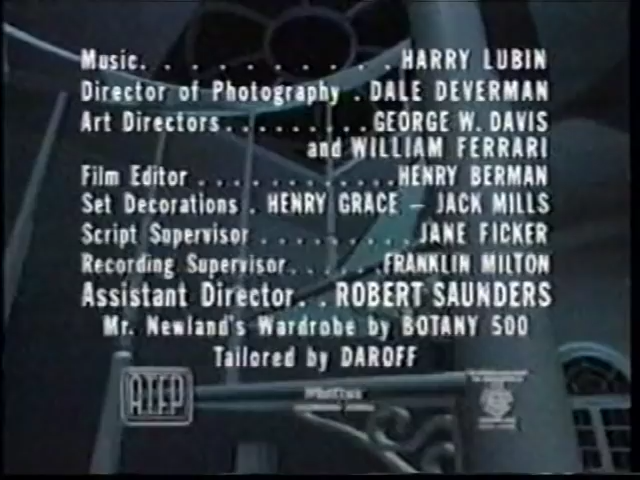 Music. . . . . . . . . . . HARRY LUBIN
Director of Photography . DALE DEVERMAN
Art Directors . . . . . . . . . GEORGE W. DAVIS
and WILLIAM FERRARI
Film Editor . . . . . . . . . . . . HENRY BERMAN
Set Decorations . HENRY GRACE – JACK MILLS
Script Supervisor . . . . . . . . . JANE FICKER
Recording Supervisor. . . . . . FRANKLIN MILTON
Assistant Director. . . ROBERT SAUNDERS
Mr. Newland's Wardrobe by BOTANY 500
Tailored by DAROFF